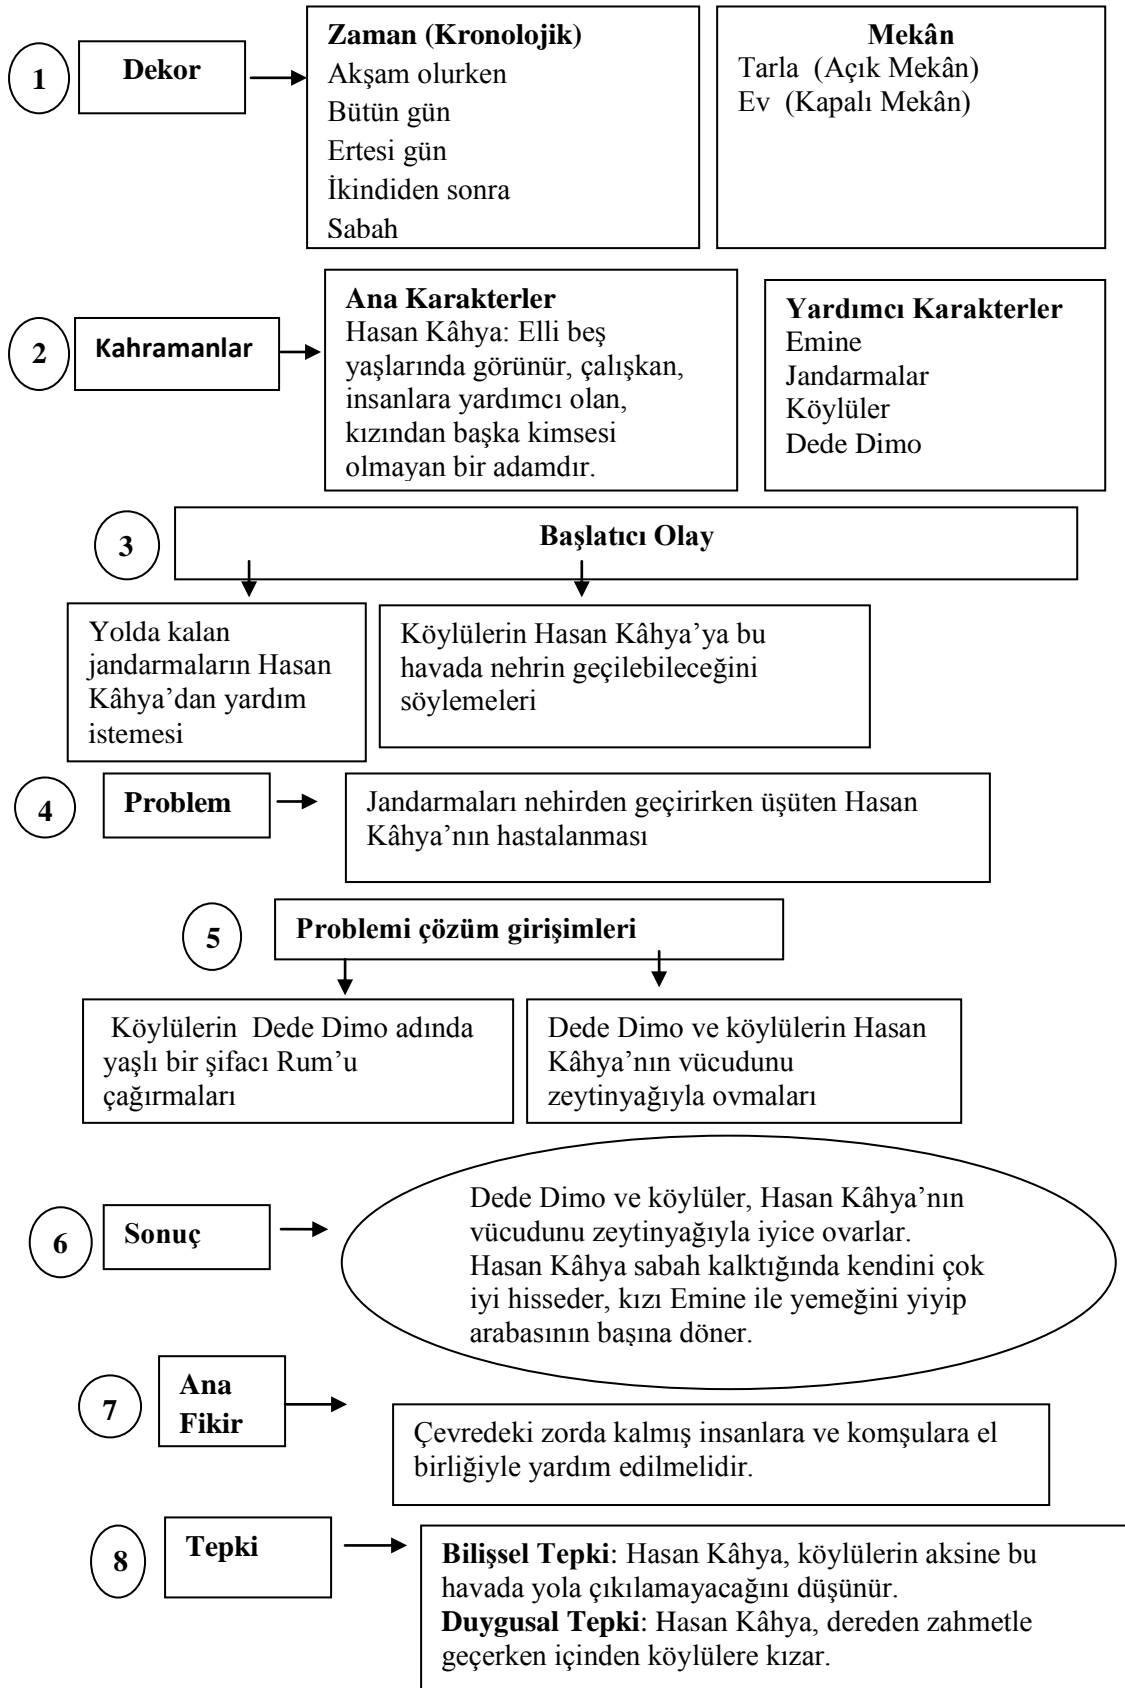 1
Dekor
Zaman (Kronolojik)
Akşam olurken
Bütün gün
Ertesi gün
İkindiden sonra
Sabah
Mekân
Tarla  (Açık Mekân)
Ev  (Kapalı Mekân)
2
Kahramanlar
Ana Karakterler
Hasan Kâhya: Elli beş
yaşlarında görünür, çalışkan,
insanlara yardımcı olan,
kızından başka kimsesi
olmayan bir adamdır.
Yardımcı Karakterler
Emine
Jandarmalar
Köylüler
Dede Dimo
3
Başlatıcı Olay
Yolda kalan
jandarmaların Hasan
Kâhya’dan yardım
istemesi
Köylülerin Hasan Kâhya’ya bu
havada nehrin geçilebileceğini
söylemeleri
4
Problem
Jandarmaları nehirden geçirirken üşüten Hasan
Kâhya’nın hastalanması
5
Problemi çözüm girişimleri
Köylülerin  Dede Dimo adında
yaşlı bir şifacı Rum’u
çağırmaları
Dede Dimo ve köylülerin Hasan
Kâhya’nın vücudunu
zeytinyağıyla ovmaları
6
Sonuç
Dede Dimo ve köylüler, Hasan Kâhya’nın
vücudunu zeytinyağıyla iyice ovarlar.
Hasan Kâhya sabah kalktığında kendini çok
iyi hisseder, kızı Emine ile yemeğini yiyip
arabasının başına döner.
7
Ana
Fikir
Çevredeki zorda kalmış insanlara ve komşulara el
birliğiyle yardım edilmelidir.
8
Tepki
Bilişsel Tepki: Hasan Kâhya, köylülerin aksine bu
havada yola çıkılamayacağını düşünür.
Duygusal Tepki: Hasan Kâhya, dereden zahmetle
geçerken içinden köylülere kızar.